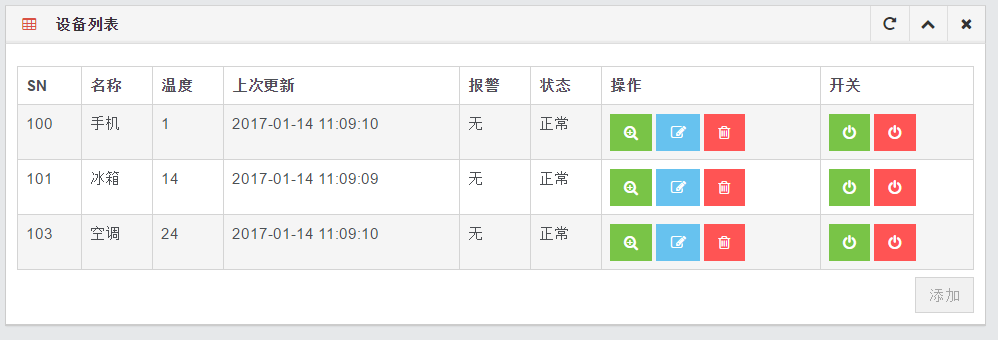 设备列表
SN 名称 温度 上次更新 报警 状态 操作 开关
100 手机 1 2017-01-14 11:09:10 无 正常
101 冰箱 14 2017-01-14 11:09:09 无 正常
103 空调 24 2017-01-14 11:09:10 无 正常
添加